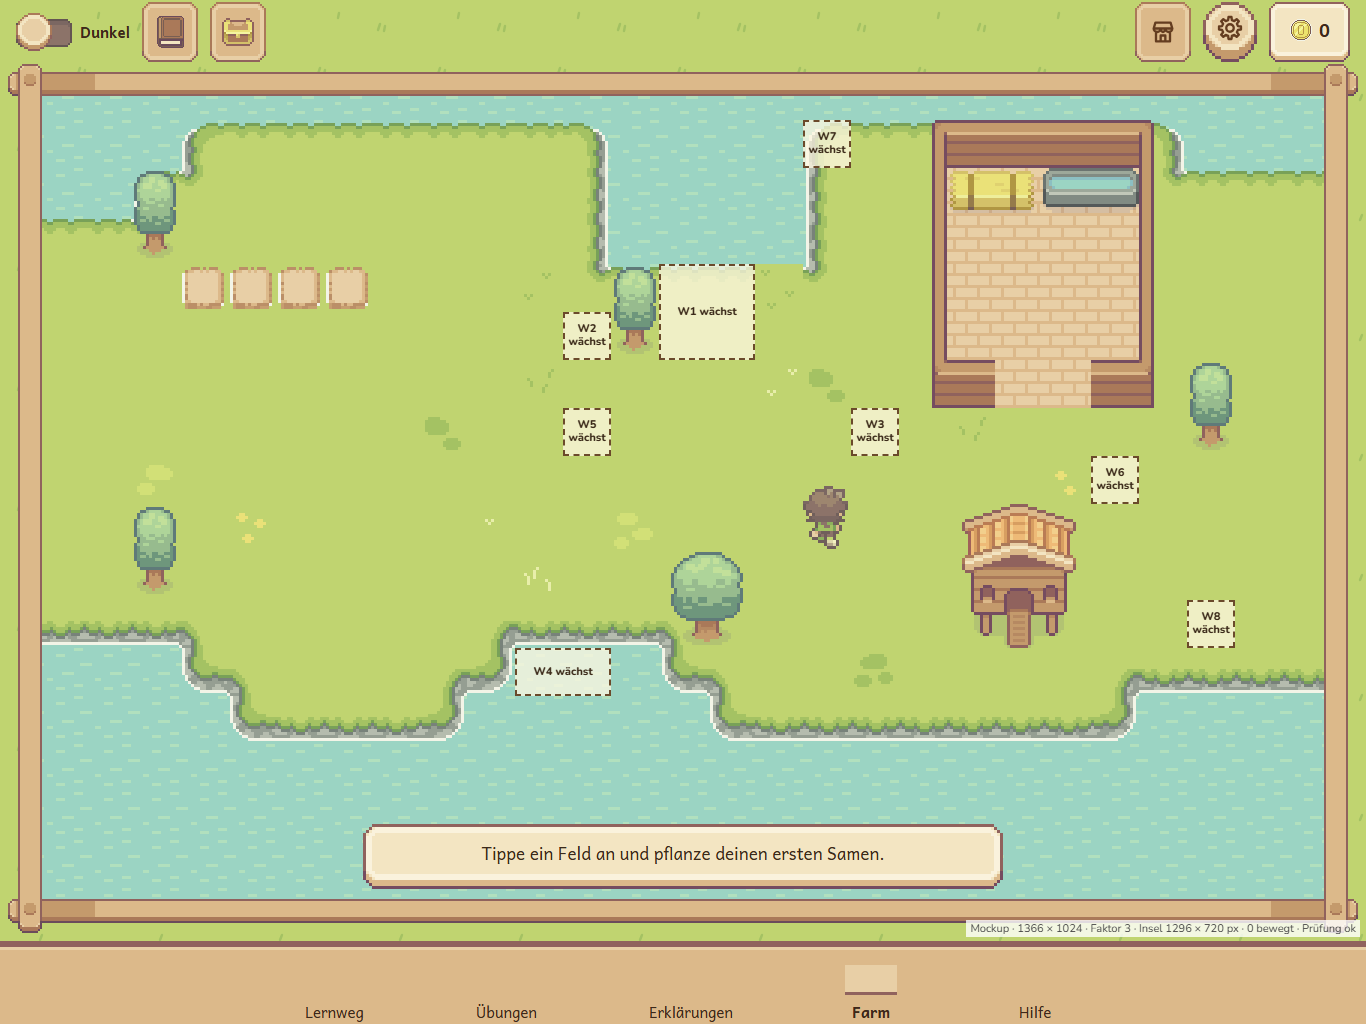 Dunkel
0
W7
wächst
W1 wächst
W2
wächst
W5
wächst
W3
wächst
W6
wächst
W8
wächst
W4 wächst
Tippe ein Feld an und pflanze deinen ersten Samen.
Mockup · 1366 × 1024 · Faktor 3 · Insel 1296 × 720 px · 0 bewegt · Prüfung ok
Lernweg
Übungen
Erklärungen
Farm
Hilfe